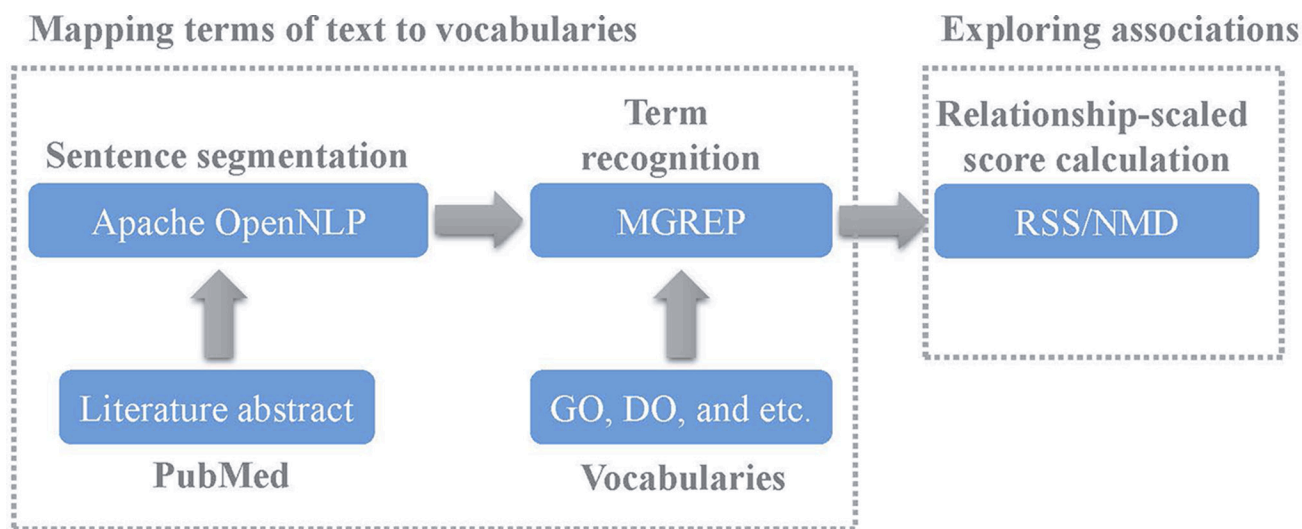 Mapping terms of text to vocabularies
Exploring associations
Sentence segmentation
Apache OpenNLP
Term
recognition
MGREP
Relationship-scaled
score calculation
RSS/NMD
Literature abstract
PubMed
GO, DO, and etc.
Vocabularies